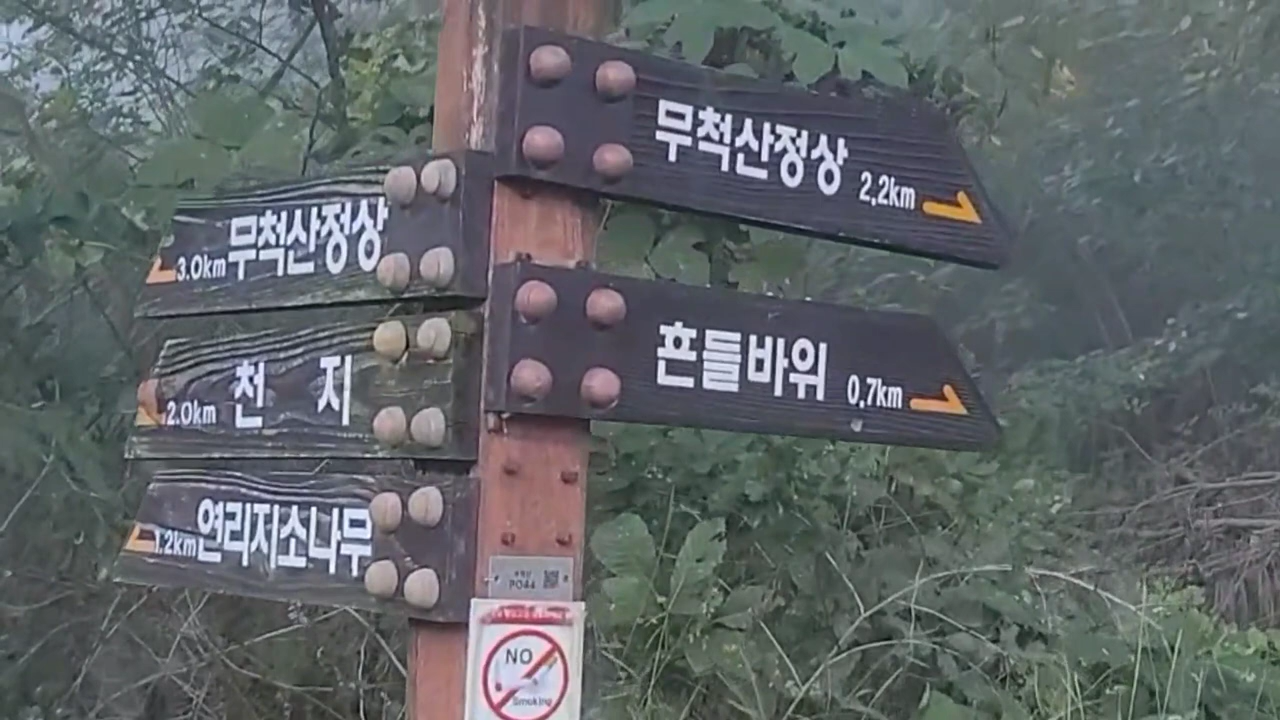 무척산정상 2.2km
흔들바위 0.7km
3.0km 무척산정상
2.0km 천 지
1.2km 연리지소나무
P044
NO
Smoking